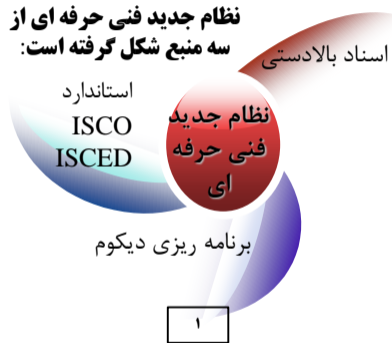 نظام جدید فنی حرفه ای از
سه منبع شکل گرفته است:
اسناد بالادستی
استاندارد
ISCO
ISCED
نظام جدید
فنی حرفه
ای
برنامه ریزی دیکوم
۱